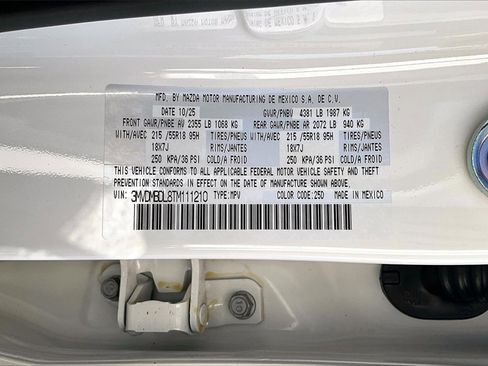 MFD. BY MAZDA MOTOR MANUFACTURING DE MEXICO S.A. DE C.V.
DATE 10/25 GVWR/PNBV 4381 LB 1987 KG
FRONT GAWR/PNBE AV 2355 LB 1068 KG REAR GAWR/PNBE AR 2072 LB 940 KG
WITH/AVEC 215/55R18 95H TIRES/PNEUS WITH/AVEC 215/55R18 95H TIRES/PNEUS
18X7J RIMS/JANTES 18X7J RIMS/JANTES
250 KPA/36 PSI COLD/A FROID 250 KPA/36 PSI COLD/A FROID
THIS VEHICLE CONFORMS TO ALL APPLICABLE FEDERAL MOTOR VEHICLE SAFETY AND THEFT
PREVENTION STANDARDS IN EFFECT ON THE DATE OF MANUFACTURE SHOWN ABOVE.
VIN: 3MVDMBDL8TM111210 TYPE:MPV COLOR CODE:25D MADE IN MEXICO